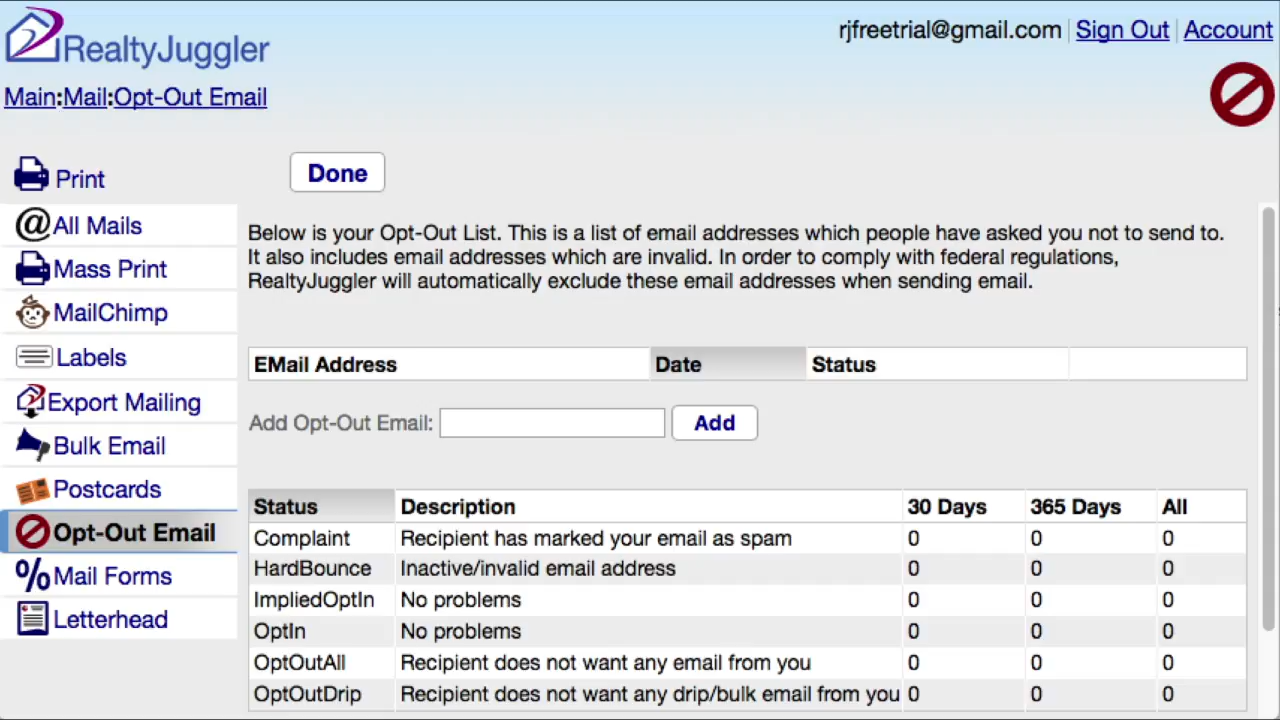 RealtyJuggler
rjfreetrial@gmail.com Sign Out Account
Main:Mail:Opt-Out Email
Print
All Mails
Mass Print
MailChimp
Labels
Export Mailing
Bulk Email
Postcards
Opt-Out Email
Mail Forms
Letterhead
Done
Below is your Opt-Out List. This is a list of email addresses which people have asked you not to send to.
It also includes email addresses which are invalid. In order to comply with federal regulations,
RealtyJuggler will automatically exclude these email addresses when sending email.
EMail Address Date Status
Add Opt-Out Email: Add
Status Description 30 Days 365 Days All
Complaint Recipient has marked your email as spam 0 0 0
HardBounce Inactive/invalid email address 0 0 0
ImpliedOptIn No problems 0 0 0
OptIn No problems 0 0 0
OptOutAll Recipient does not want any email from you 0 0 0
OptOutDrip Recipient does not want any drip/bulk email from you 0 0 0